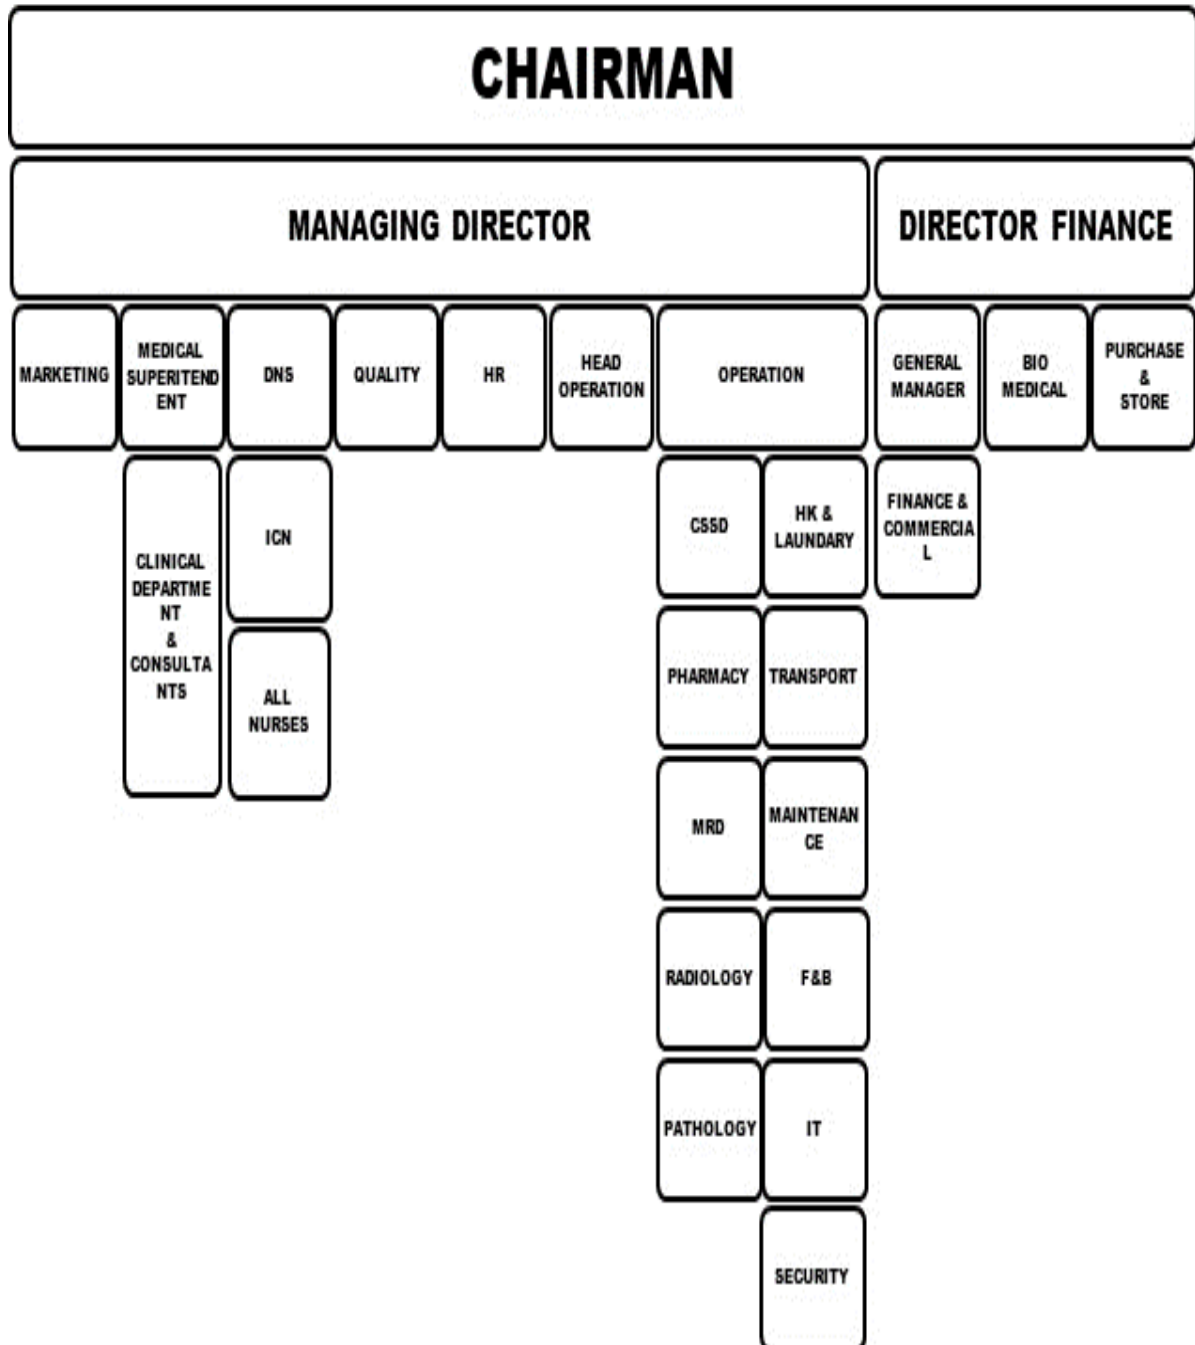 CHAIRMAN
MANAGING DIRECTOR
DIRECTOR FINANCE
MARKETING
MEDICAL
SUPERITEND
ENT
DNS
QUALITY
HR
HEAD
OPERATION
OPERATION
GENERAL
MANAGER
BIO
MEDICAL
PURCHASE
&
STORE
CLINICAL
DEPARTME
NT
&
CONSULTA
NTS
ICN
ALL
NURSES
CSSD
HK &
LAUNDARY
FINANCE &
COMMERCIA
L
PHARMACY
TRANSPORT
MRD
MAINTENAN
CE
RADIOLOGY
F&B
PATHOLOGY
IT
SECURITY